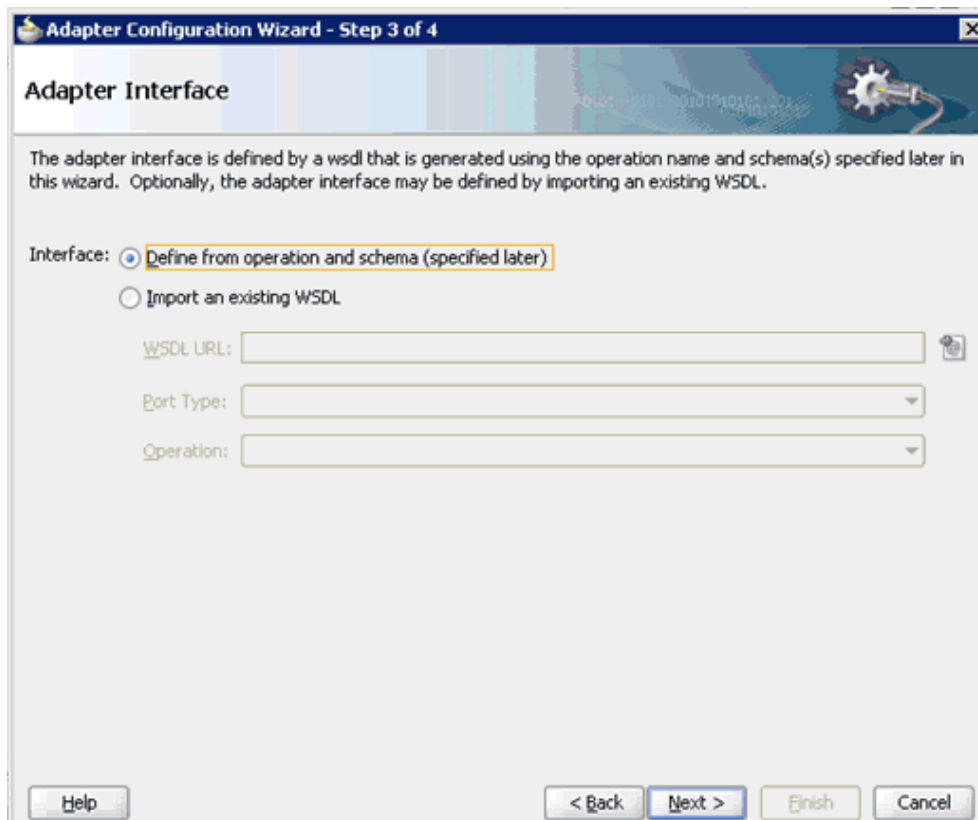 Adapter Configuration Wizard - Step 3 of 4
Adapter Interface
The adapter interface is defined by a wsdl that is generated using the operation name and schema(s) specified later in
this wizard.  Optionally, the adapter interface may be defined by importing an existing WSDL.
Interface: Define from operation and schema (specified later)
Import an existing WSDL
WSDL URL:
Port Type:
Operation:
Help < Back Next > Finish Cancel